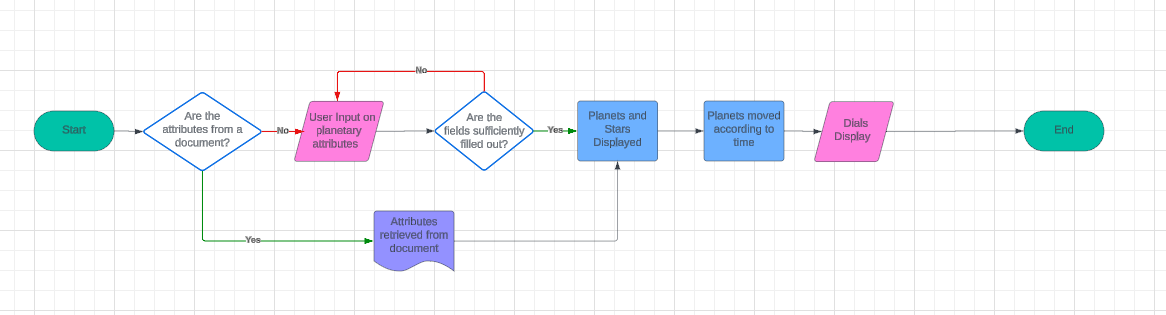 Start
Are the
attributes from a
document?
No
User Input on
planetary
attributes
No
Are the
fields sufficiently
filled out?
Yes
Planets and
Stars
Displayed
Planets moved
according to
time
Dials
Display
End
Yes
Attributes
retrieved from
document